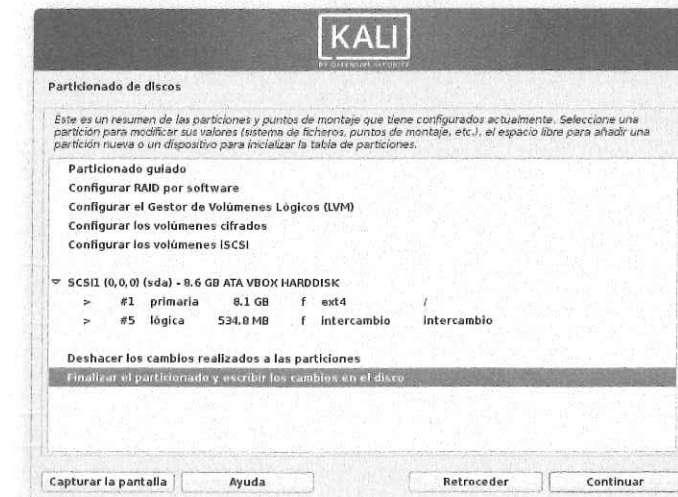 KALI
BY OFFENSIVE SECURITY
Particionado de discos
Éste es un resumen de las particiones y puntos de montaje que tiene configurados actualmente. Seleccione una
partición para modificar sus valores (sistema de ficheros, puntos de montaje, etc.), el espacio libre para añadir una
partición nueva o un dispositivo para inicializar la tabla de particiones.
Particionado guiado
Configurar RAID por software
Configurar el Gestor de Volúmenes Lógicos (LVM)
Configurar los volúmenes cifrados
Configurar los volúmenes iSCSI
SCSI1 (0,0,0) (sda) - 8.6 GB ATA VBOX HARDDISK
> #1 primaria 8.1 GB f ext4 /
> #5 lógica 534.8 MB f intercambio intercambio
Deshacer los cambios realizados a las particiones
Finalizar el particionado y escribir los cambios en el disco
Capturar la pantalla Ayuda Retroceder Continuar